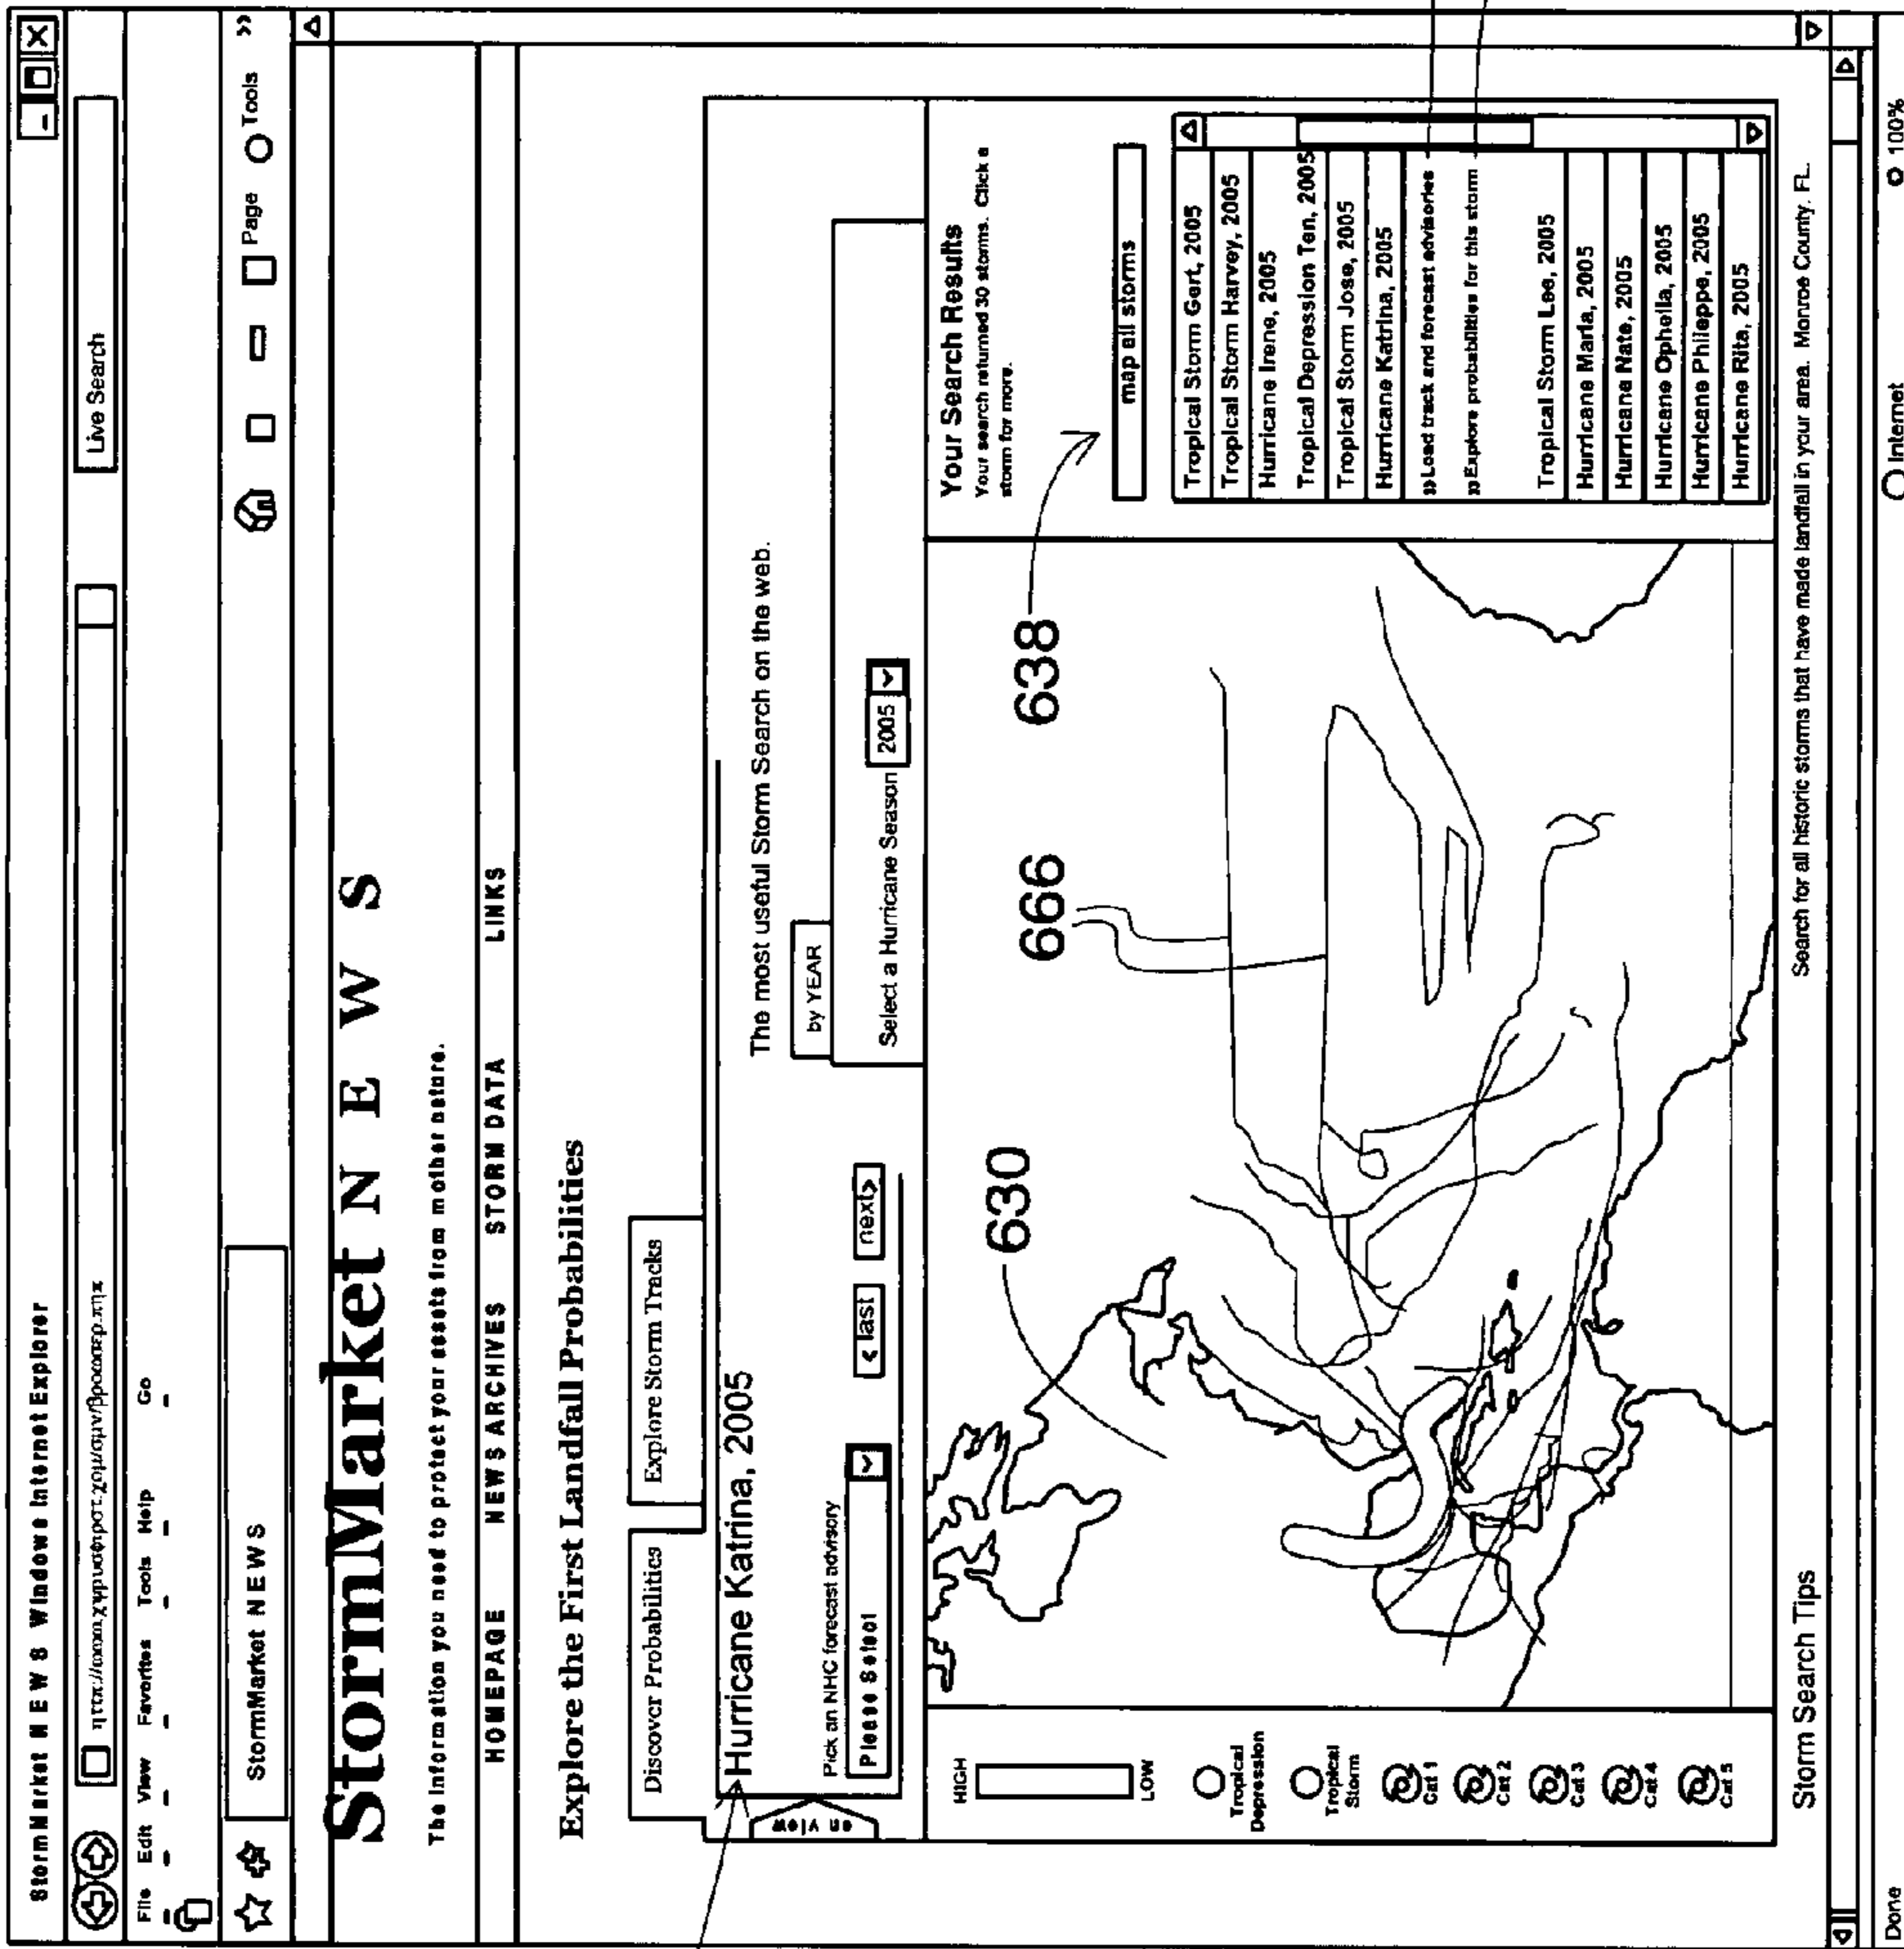 StormMarket NEWS Windows Internet Explorer
Live Search
File Edit View Favorites Tools Help Go
StormMarket NEWS
Page Tools »
StormMarket NEWS
The information you need to protect your assets from mother nature.
HOMEPAGE NEWS ARCHIVES STORM DATA LINKS
Explore the First Landfall Probabilities
Discover Probabilities Explore Storm Tracks
on view
Hurricane Katrina, 2005
The most useful Storm Search on the web.
by YEAR
Pick an NHC forecast advisory
Please Select
< last next>
Select a Hurricane Season 2005
HIGH
LOW
Tropical
Depression
Tropical
Storm
Cat 1
Cat 2
Cat 3
Cat 4
Cat 5
630
666
638
Your Search Results
Your search returned 30 storms. Click a
storm for more.
map all storms
Tropical Storm Gert, 2005
Tropical Storm Harvey, 2005
Hurricane Irene, 2005
Tropical Depression Ten, 2005
Tropical Storm Jose, 2005
Hurricane Katrina, 2005
»Load track and forecast advisories
»Explore probabilities for this storm
Tropical Storm Lee, 2005
Hurricane Maria, 2005
Hurricane Nate, 2005
Hurricane Ophelia, 2005
Hurricane Phileppe, 2005
Hurricane Rita, 2005
Storm Search Tips
Search for all historic storms that have made landfall in your area. Monroe County. FL.
Done
Internet
100%